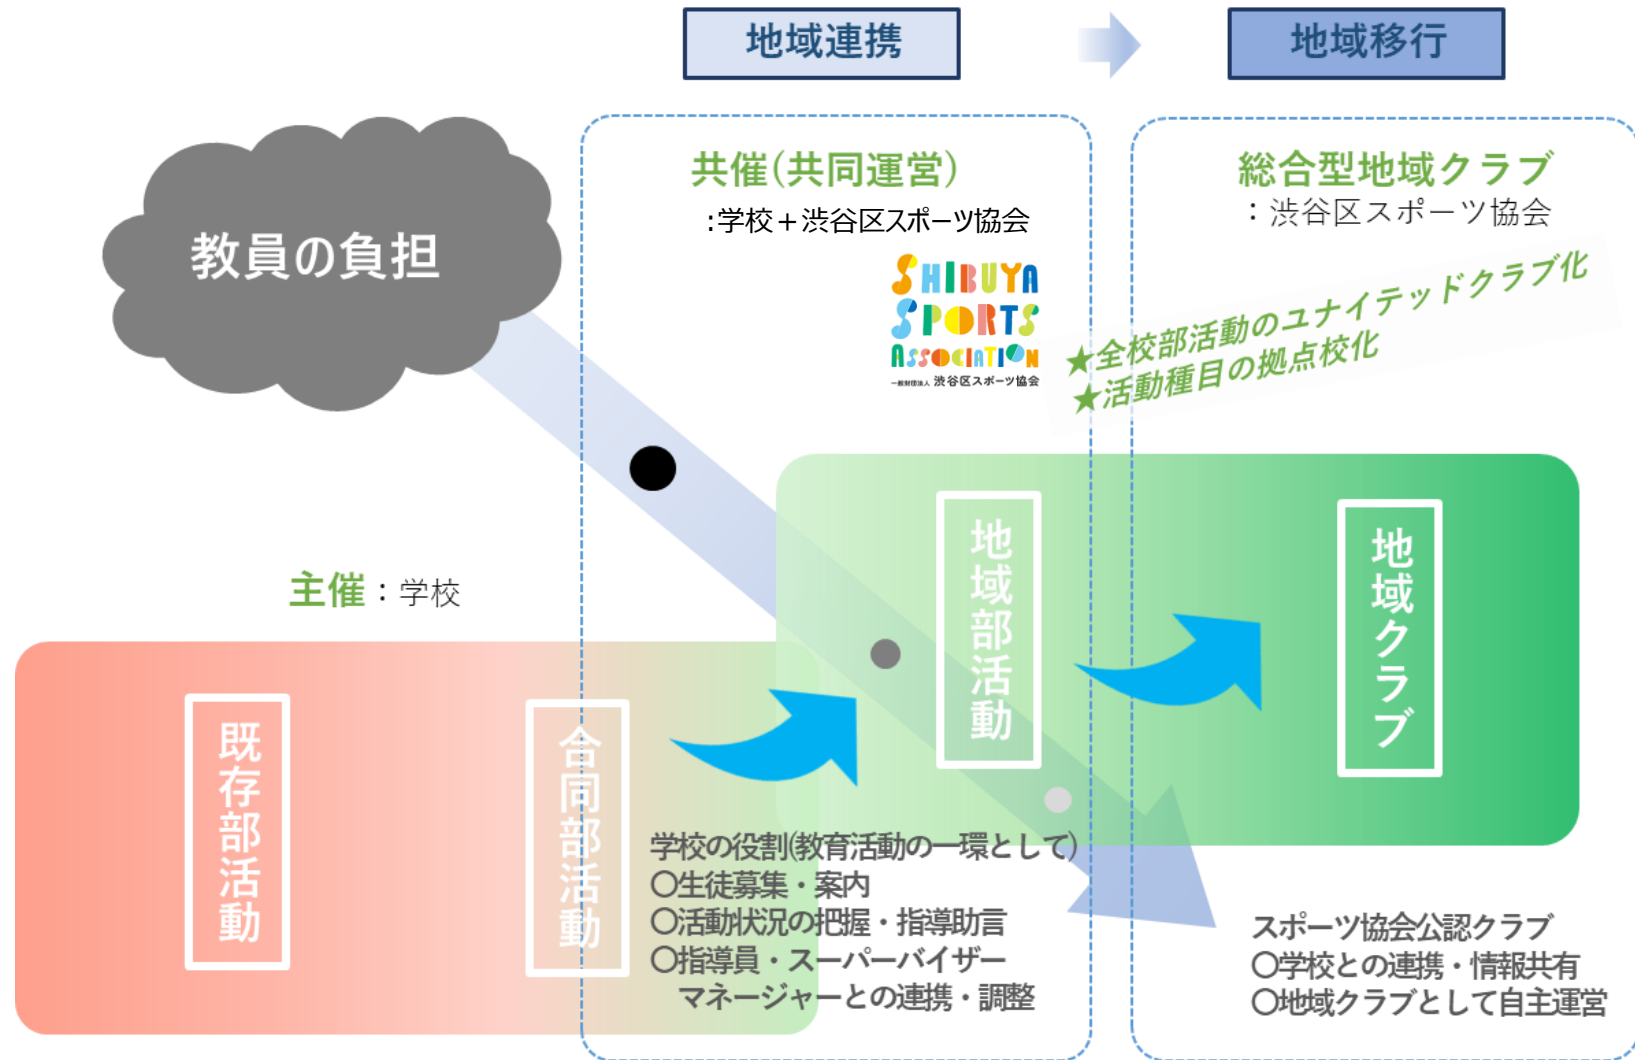 地域連携
地域移行
教員の負担
共催(共同運営)
:学校+渋谷区スポーツ協会
SHIBUYA
SPORTS
ASSOCIATION
一般財団法人 渋谷区スポーツ協会
総合型地域クラブ
：渋谷区スポーツ協会
★全校部活動のユナイテッドクラブ化
★活動種目の拠点校化
主催：学校
既存部活動
合同部活動
地域部活動
地域クラブ
学校の役割(教育活動の一環として)
〇生徒募集・案内
〇活動状況の把握・指導助言
〇指導員・スーパーバイザー
マネージャーとの連携・調整
スポーツ協会公認クラブ
〇学校との連携・情報共有
〇地域クラブとして自主運営